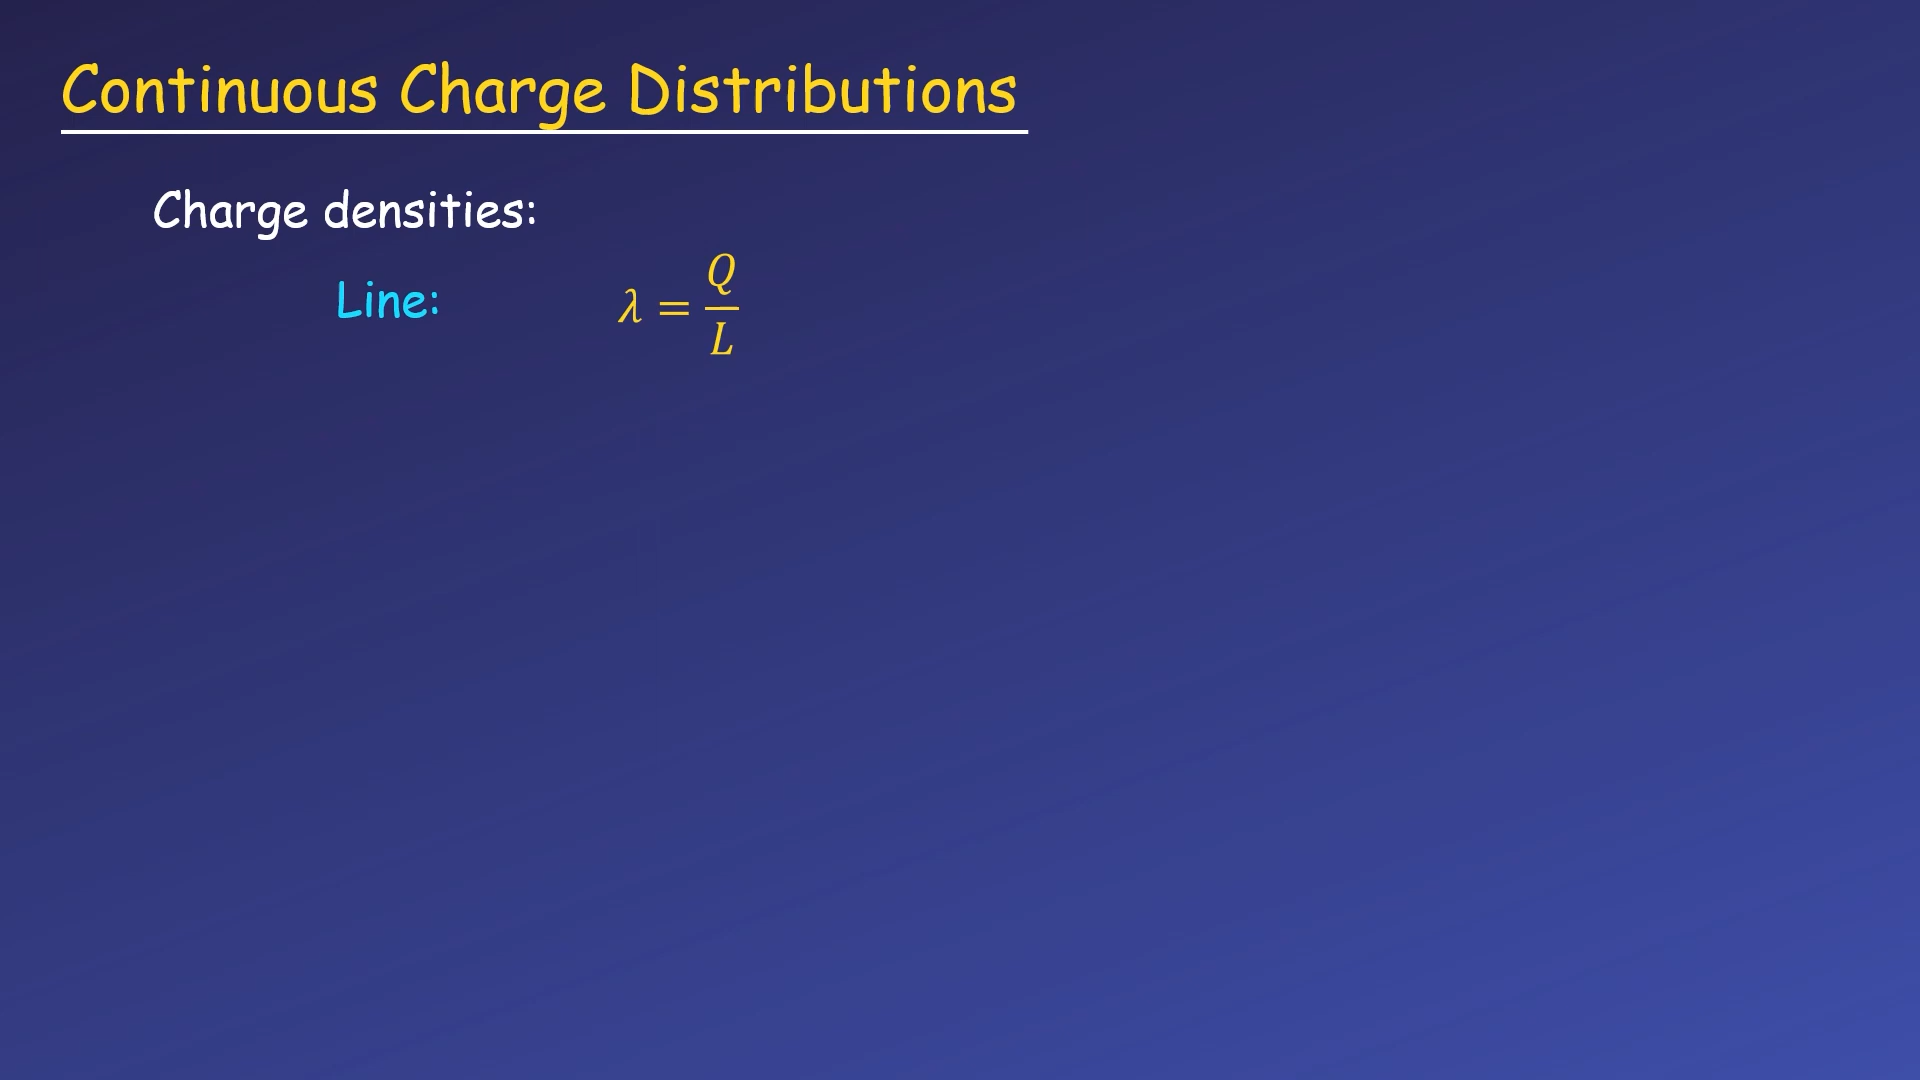 Continuous Charge Distributions
Charge densities:
Line: λ = Q/L